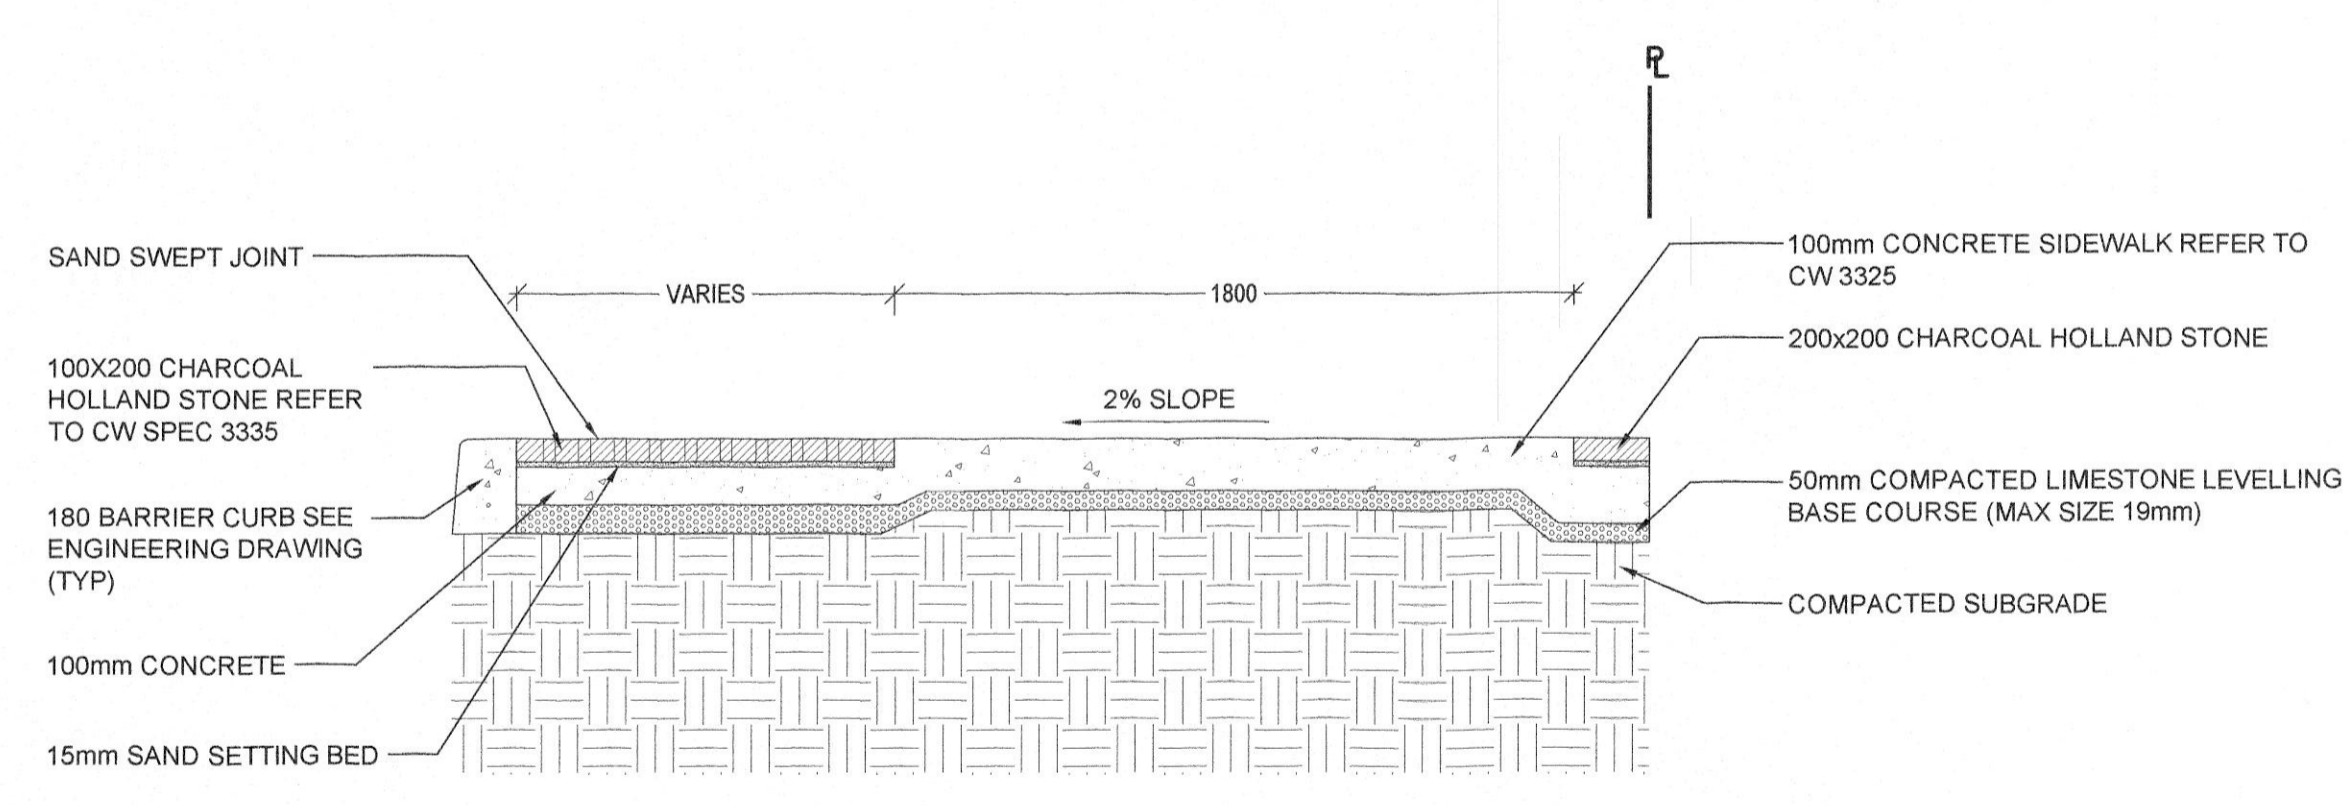 PL
SAND SWEPT JOINT
VARIES
1800
100mm CONCRETE SIDEWALK REFER TO
CW 3325
200x200 CHARCOAL HOLLAND STONE
100X200 CHARCOAL
HOLLAND STONE REFER
TO CW SPEC 3335
2% SLOPE
50mm COMPACTED LIMESTONE LEVELLING
BASE COURSE (MAX SIZE 19mm)
180 BARRIER CURB SEE
ENGINEERING DRAWING
(TYP)
COMPACTED SUBGRADE
100mm CONCRETE
15mm SAND SETTING BED